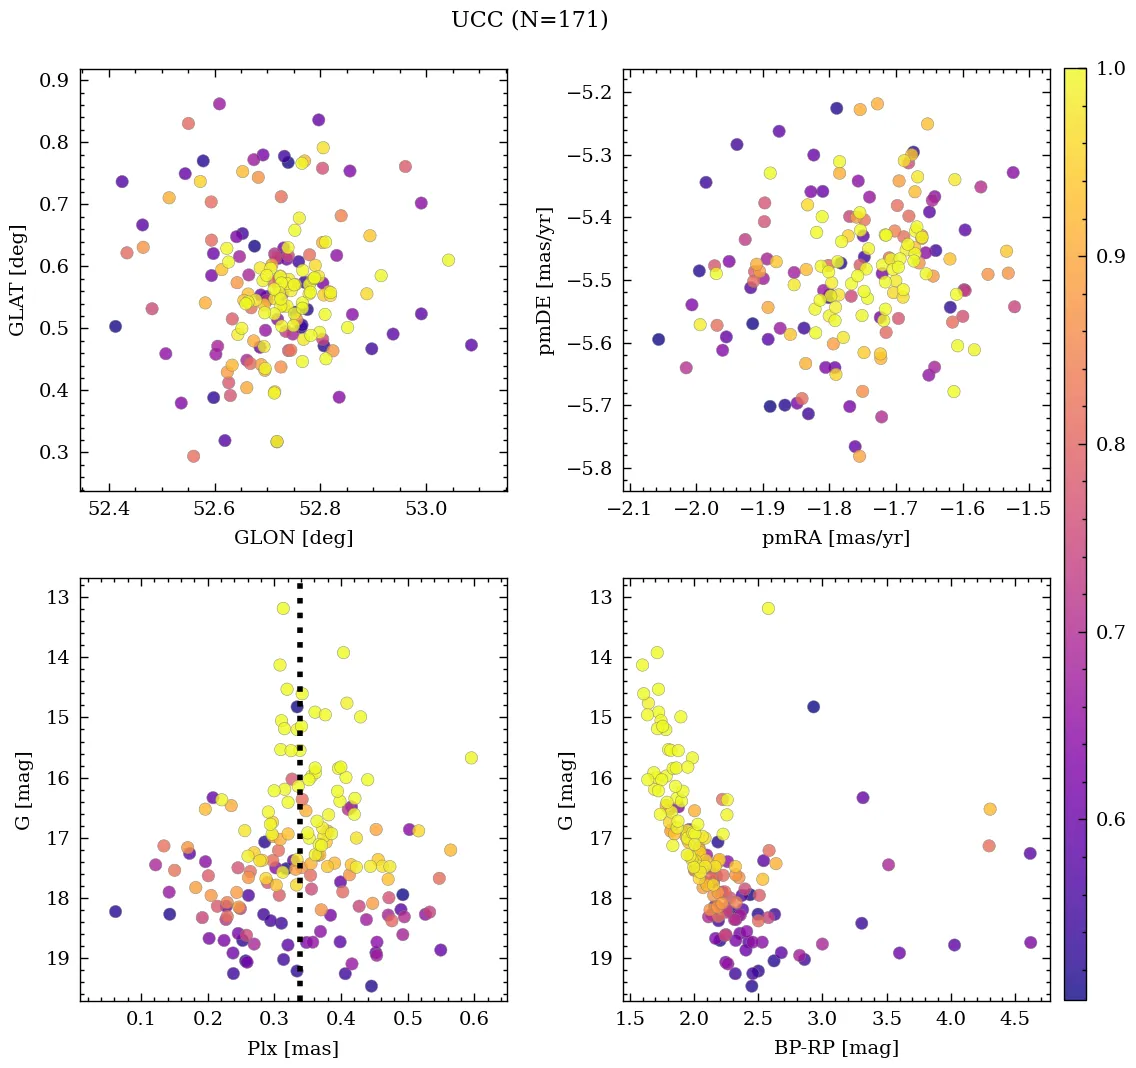 UCC (N=171)
0.9
0.8
0.7
0.6
0.5
0.4
0.3
GLAT [deg]
52.4 52.6 52.8 53.0
GLON [deg]
−5.2
−5.3
−5.4
−5.5
−5.6
−5.7
−5.8
pmDE [mas/yr]
−2.1 −2.0 −1.9 −1.8 −1.7 −1.6 −1.5
pmRA [mas/yr]
1.0
0.9
0.8
0.7
0.6
13
14
15
16
17
18
19
G [mag]
0.1 0.2 0.3 0.4 0.5 0.6
Plx [mas]
13
14
15
16
17
18
19
G [mag]
1.5 2.0 2.5 3.0 3.5 4.0 4.5
BP-RP [mag]